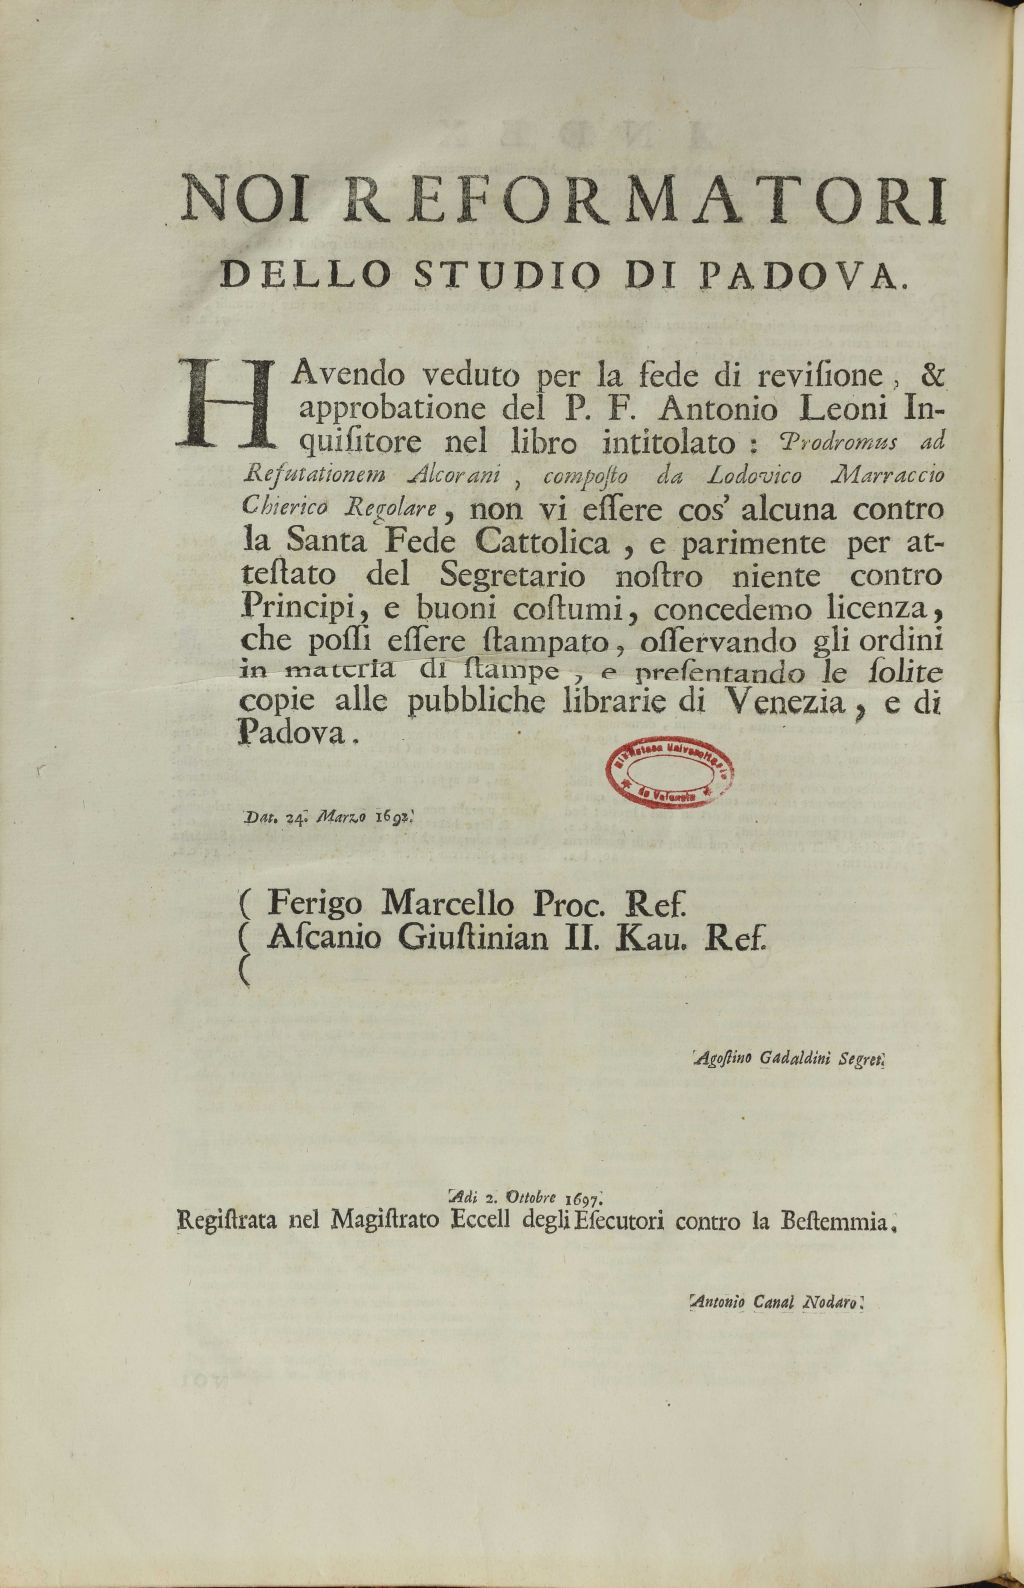 NOI REFORMATORI
DELLO STUDIO DI PADOVA.
HAvendo veduto per la fede di reviſione, &
approbatione del P. F. Antonio Leoni In-
quiſitore nel libro intitolato : Prodromus ad
Refutationem Alcorani, compoſto da Lodovico Marraccio
Chierico Regolare, non vi eſſere cos' alcuna contro
la Santa Fede Cattolica, e parimente per at-
teſtato del Segretario noſtro niente contro
Principi, e buoni coſtumi, concedemo licenza,
che poſſi eſſere ſtampato, oſſervando gli ordini
in materia di ſtampe, e preſentando le ſolite
copie alle pubbliche librarie di Venezia, e di
Padova.
Biblioteca Universitaria
de Valencia
Dat. 24. Marzo
( Ferigo Marcello Proc. Ref.
( Aſcanio Giuſtinian II. Kau. Ref.
(
Agoſtino Gadaldini Segret.
Adi 2. Ottobre 1697.
Regiſtrata nel Magiſtrato Eccell degli Eſecutori contro la Beſtemmia.
Antonio Canal Nodaro.